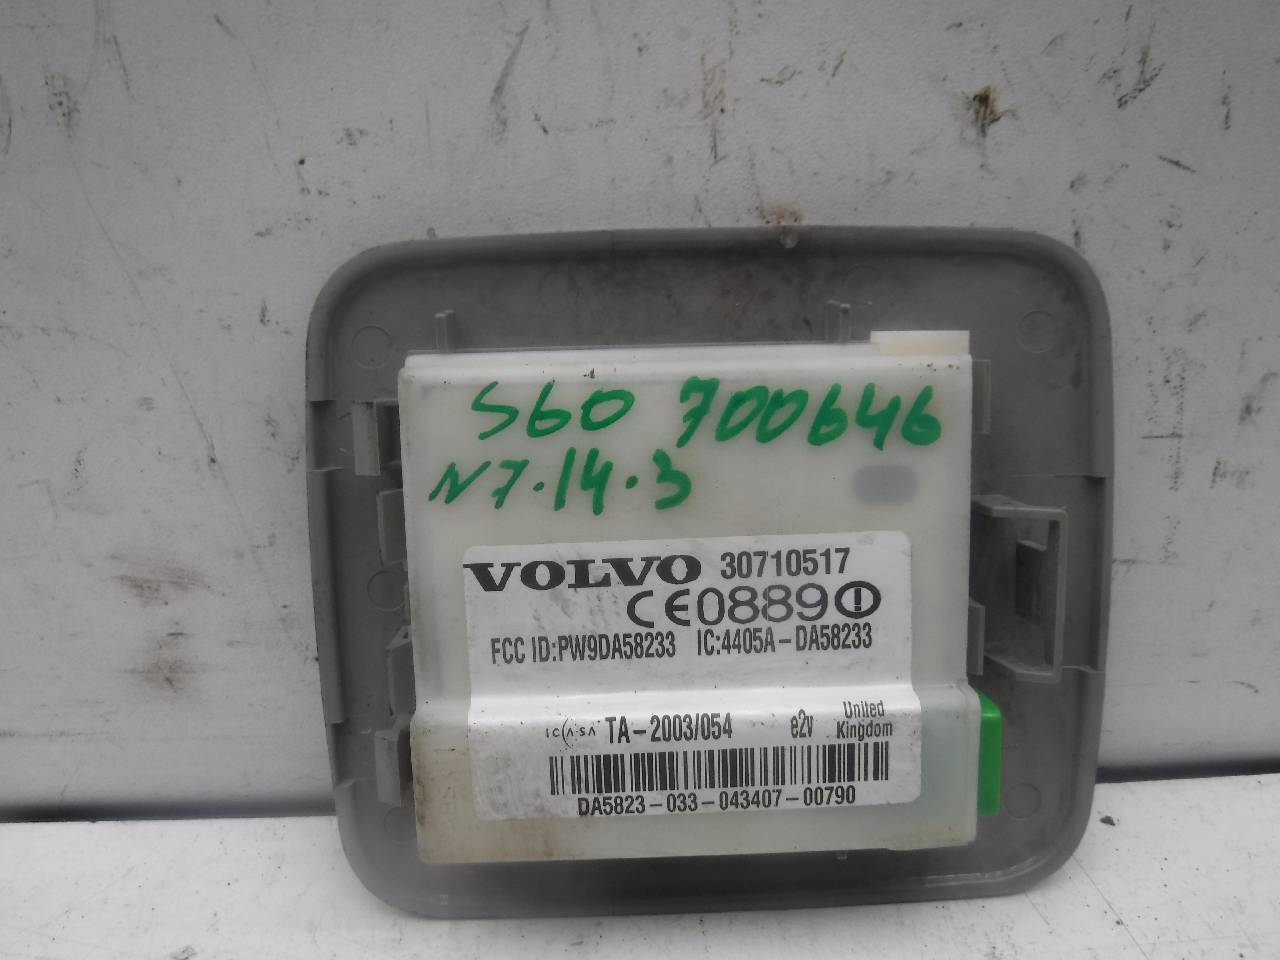 S60 700646
N7.14.3
VOLVO 30710517
CE0889
FCC ID:PW9DA58233 IC:4405A-DA58233
ICASA TA-2003/054 e2v United Kingdom
DA5823-033-043407-00790